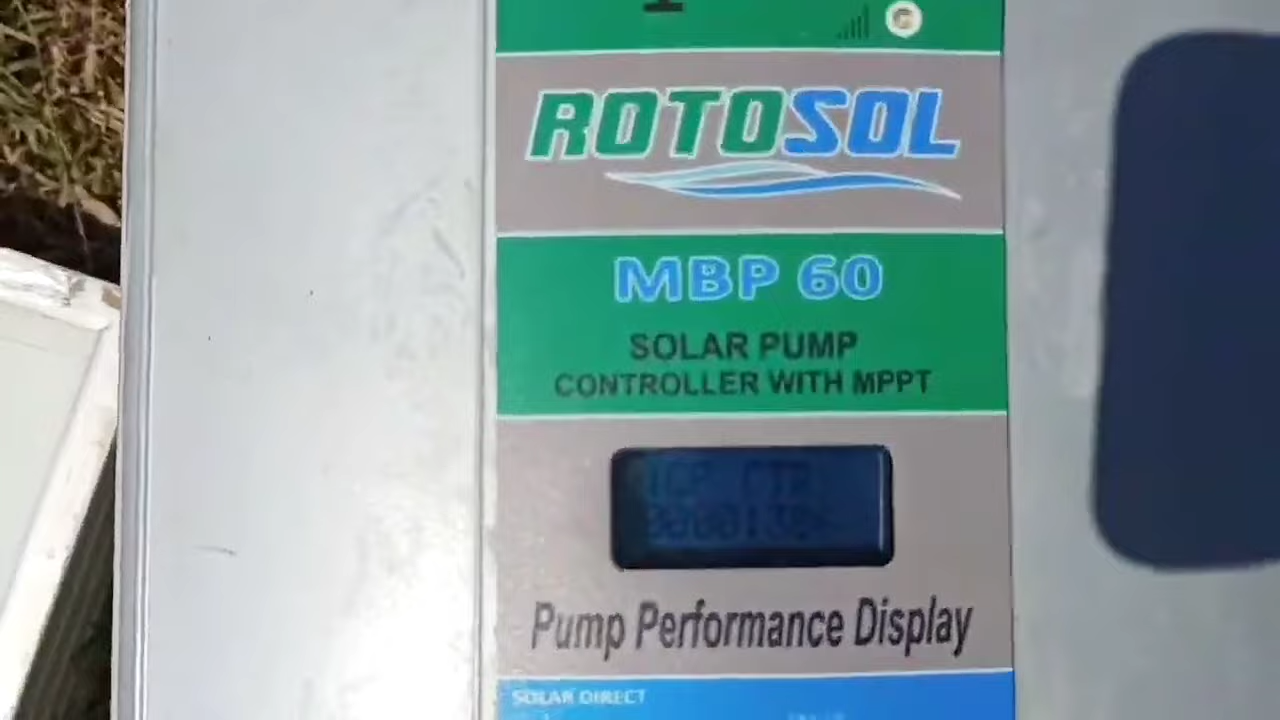 ROTOSOL
MBP 60
SOLAR PUMP
CONTROLLER WITH MPPT
Pump Performance Display
SOLAR DIRECT